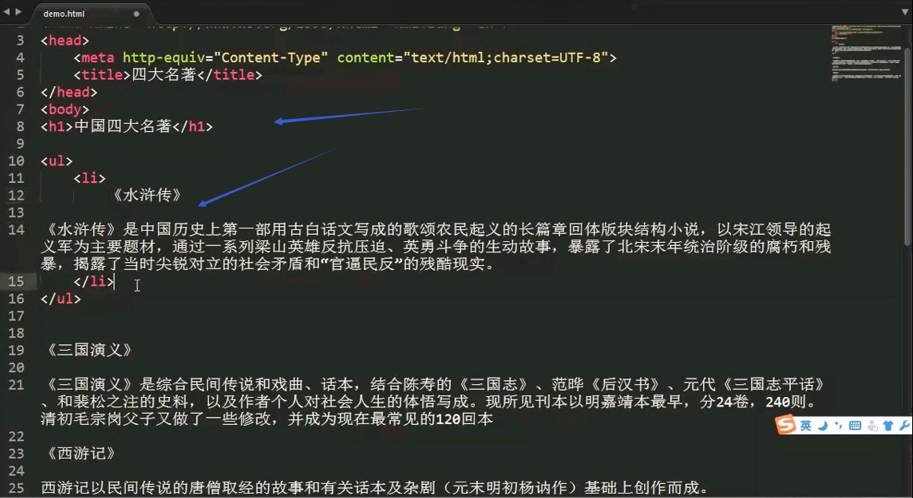 demo.html
3 <head>
4 <meta http-equiv="Content-Type" content="text/html;charset=UTF-8">
5 <title>四大名著</title>
6 </head>
7 <body>
8 <h1>中国四大名著</h1>
9
10 <ul>
11 <li>
12 《水浒传》
13
14 《水浒传》是中国历史上第一部用古白话文写成的歌颂农民起义的长篇章回体版块结构小说，以宋江领导的起
义军为主要题材，通过一系列梁山英雄反抗压迫、英勇斗争的生动故事，暴露了北宋末年统治阶级的腐朽和残
暴，揭露了当时尖锐对立的社会矛盾和“官逼民反”的残酷现实。
15 </li>
16 </ul>
17
18
19 《三国演义》
20
21 《三国演义》是综合民间传说和戏曲、话本，结合陈寿的《三国志》、范晔《后汉书》、元代《三国志平话》
、和裴松之注的史料，以及作者个人对社会人生的体悟写成。现所见刊本以明嘉靖本最早，分24卷，240则。
清初毛宗岗父子又做了一些修改，并成为现在最常见的120回本
22
23 《西游记》
24
25 西游记以民间传说的唐僧取经的故事和有关话本及杂剧（元末明初杨讷作）基础上创作而成。
S 英